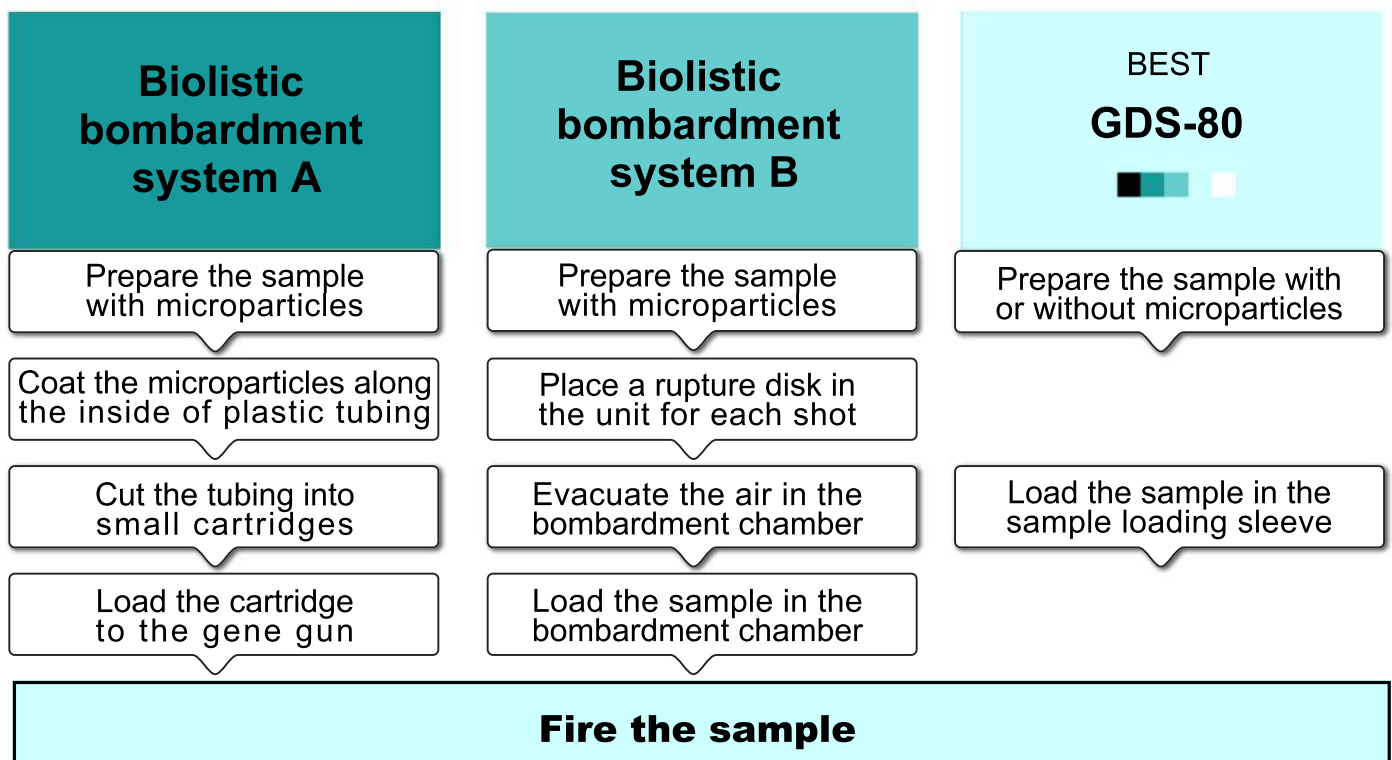 Biolistic
bombardment
system A
Prepare the sample
with microparticles
Coat the microparticles along
the inside of plastic tubing
Cut the tubing into
small cartridges
Load the cartridge
to the gene gun
Biolistic
bombardment
system B
Prepare the sample
with microparticles
Place a rupture disk in
the unit for each shot
Evacuate the air in the
bombardment chamber
Load the sample in the
bombardment chamber
BEST
GDS-80
Prepare the sample with
or without microparticles
Load the sample in the
sample loading sleeve
Fire the sample